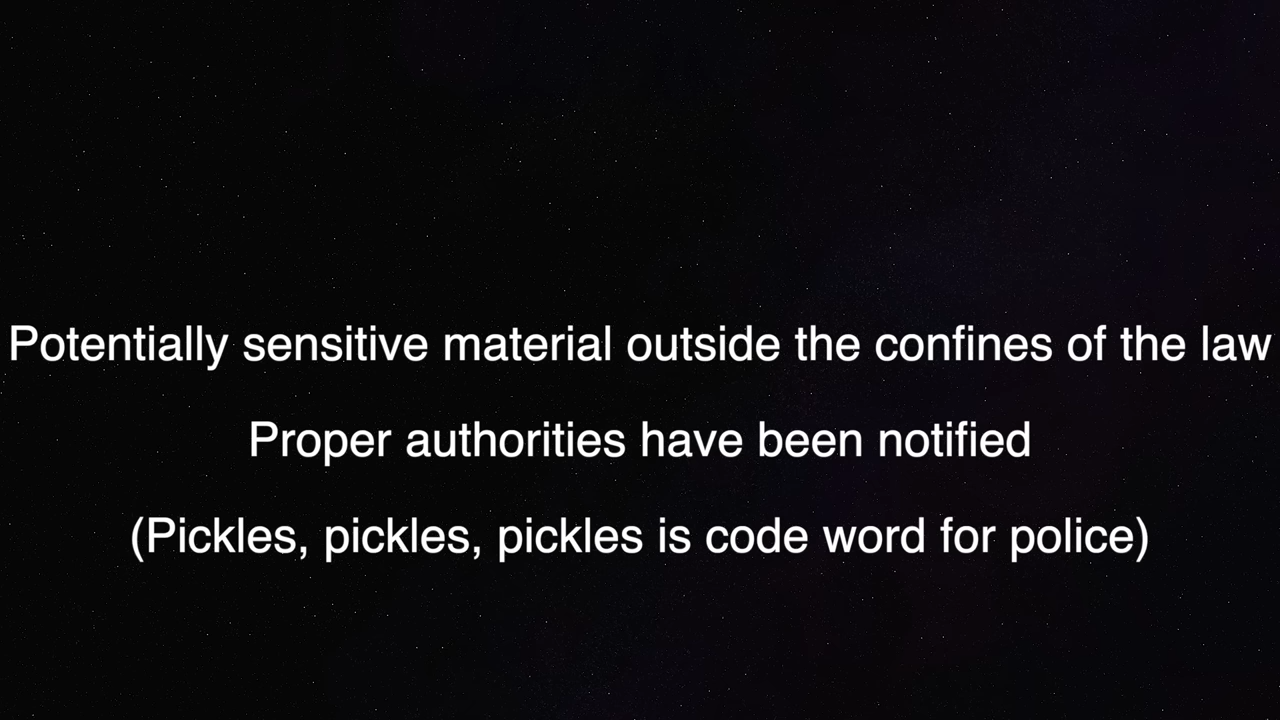 Potentially sensitive material outside the confines of the law
Proper authorities have been notified
(Pickles, pickles, pickles is code word for police)